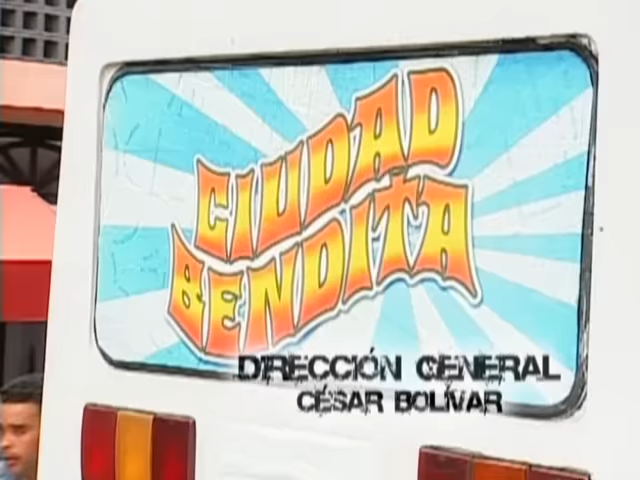 CIUDAD
BENDITA
DIRECCIÓN GENERAL
CÉSAR BOLÍVAR